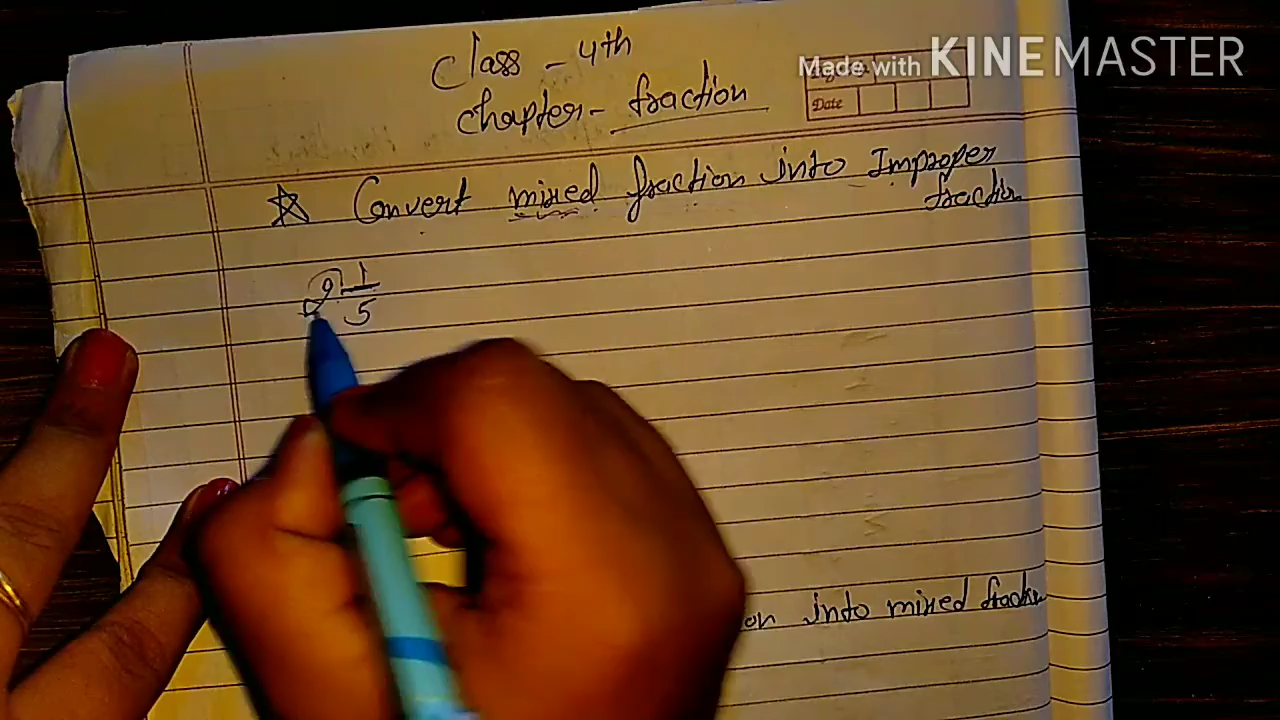 Class - 4th
Made with KINEMASTER
chapter - fraction
Date
Convert mixed fraction into Improper
fraction
2 1/5
on into mixed fraction